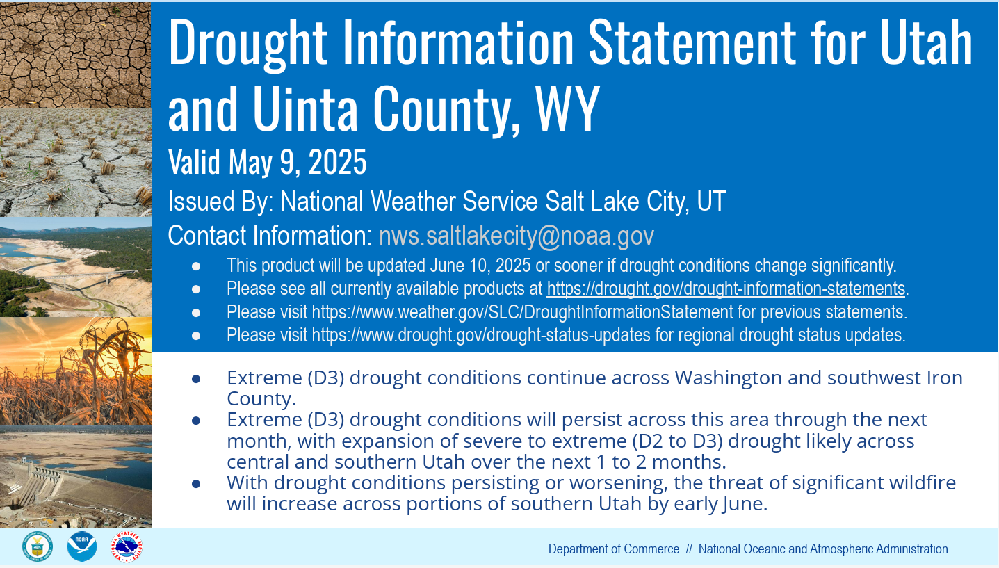 Drought Information Statement for Utah
and Uinta County, WY
Valid May 9, 2025
Issued By: National Weather Service Salt Lake City, UT
Contact Information: nws.saltlakecity@noaa.gov
● This product will be updated June 10, 2025 or sooner if drought conditions change significantly.
● Please see all currently available products at https://drought.gov/drought-information-statements.
● Please visit https://www.weather.gov/SLC/DroughtInformationStatement for previous statements.
● Please visit https://www.drought.gov/drought-status-updates for regional drought status updates.
● Extreme (D3) drought conditions continue across Washington and southwest Iron
County.
● Extreme (D3) drought conditions will persist across this area through the next
month, with expansion of severe to extreme (D2 to D3) drought likely across
central and southern Utah over the next 1 to 2 months.
● With drought conditions persisting or worsening, the threat of significant wildfire
will increase across portions of southern Utah by early June.
NOAA
NATIONAL WEATHER SERVICE
Department of Commerce // National Oceanic and Atmospheric Administration